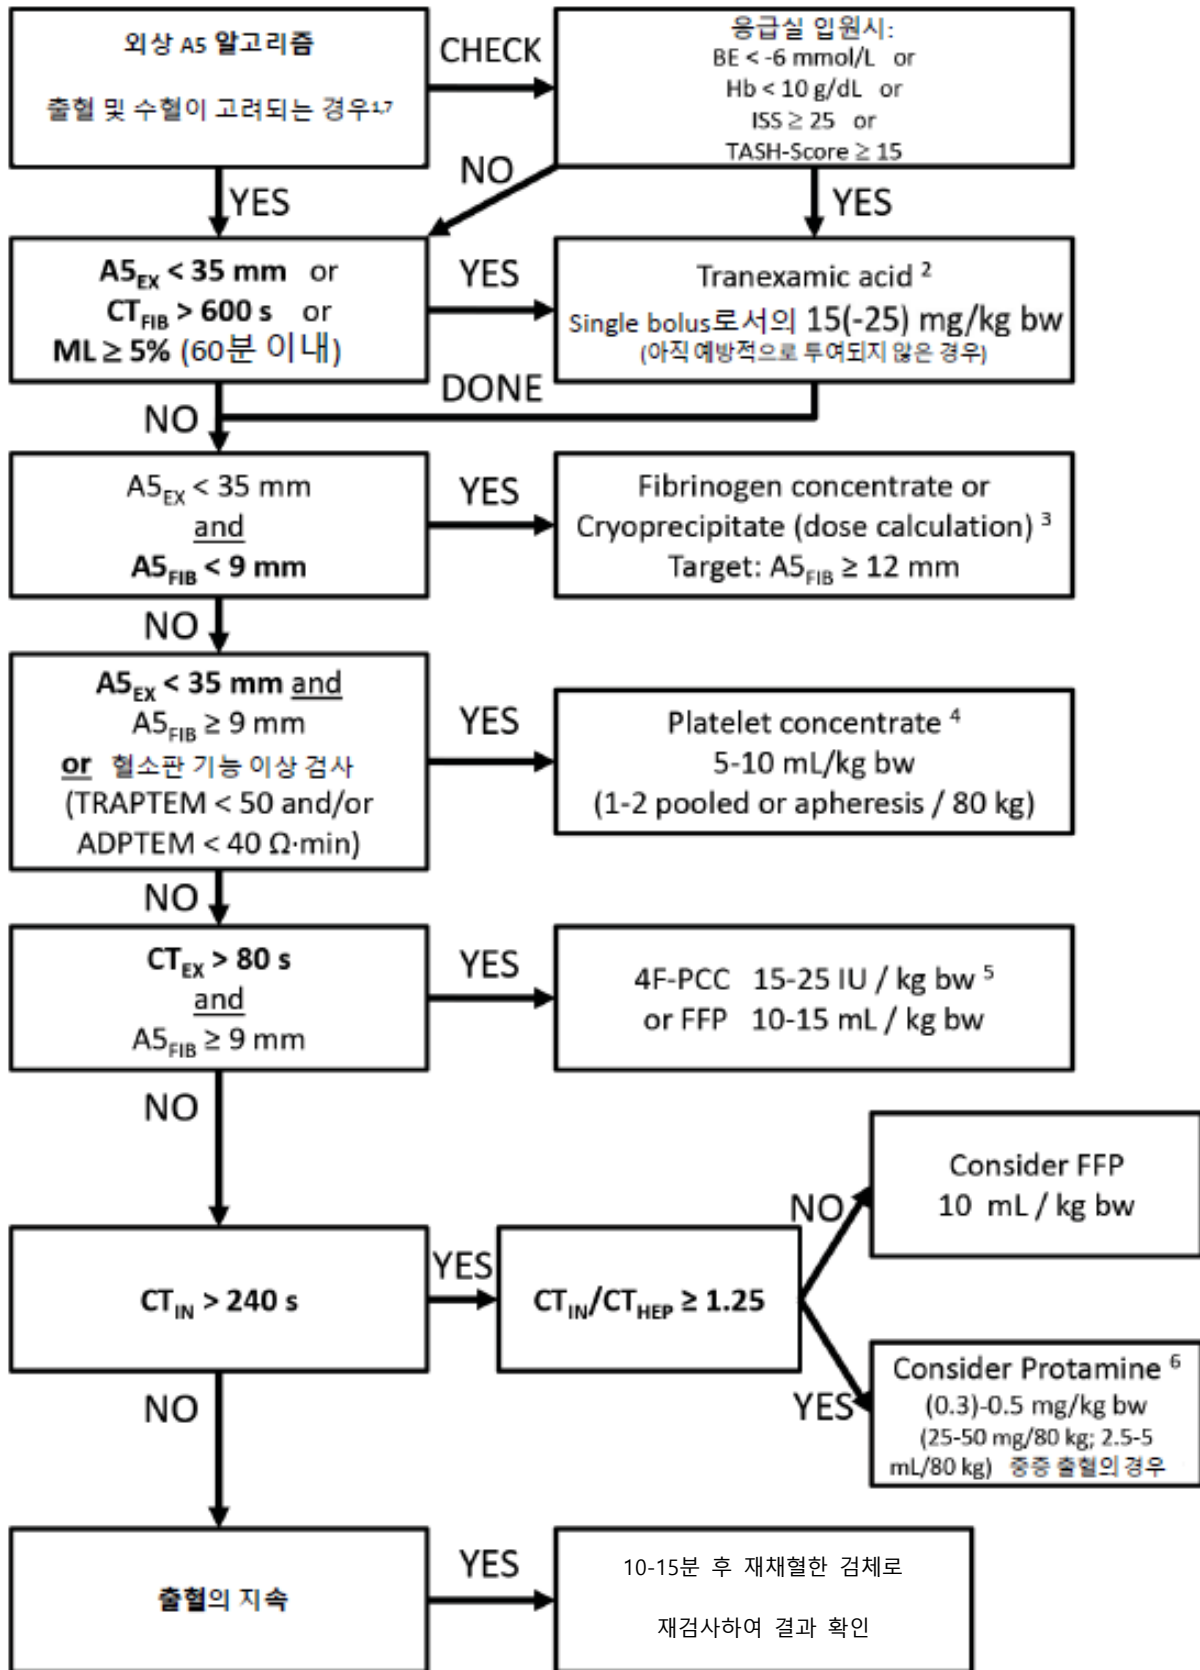 외상 A5 알고리즘
출혈 및 수혈이 고려되는 경우1,7
CHECK
응급실 입원시:
BE < -6 mmol/L or
Hb < 10 g/dL or
ISS ≥ 25 or
TASH-Score ≥ 15
YES
NO
YES
A5EX < 35 mm or
CTFIB > 600 s or
ML ≥ 5% (60분 이내)
YES
Tranexamic acid 2
Single bolus로서의 15(-25) mg/kg bw
(아직 예방적으로 투여되지 않은 경우)
DONE
NO
A5EX < 35 mm
and
A5FIB < 9 mm
YES
Fibrinogen concentrate or
Cryoprecipitate (dose calculation) 3
Target: A5FIB ≥ 12 mm
NO
A5EX < 35 mm and
A5FIB ≥ 9 mm
or 혈소판 기능 이상 검사
(TRAPTEM < 50 and/or
ADPTEM < 40 Ω·min)
YES
Platelet concentrate 4
5-10 mL/kg bw
(1-2 pooled or apheresis / 80 kg)
NO
CTEX > 80 s
and
A5FIB ≥ 9 mm
YES
4F-PCC 15-25 IU / kg bw 5
or FFP 10-15 mL / kg bw
NO
CTIN > 240 s
YES
CTIN/CTHEP ≥ 1.25
NO
Consider FFP
10 mL / kg bw
YES
Consider Protamine 6
(0.3)-0.5 mg/kg bw
(25-50 mg/80 kg; 2.5-5
mL/80 kg) 중증 출혈의 경우
NO
출혈의 지속
YES
10-15분 후 재채혈한 검체로
재검사하여 결과 확인